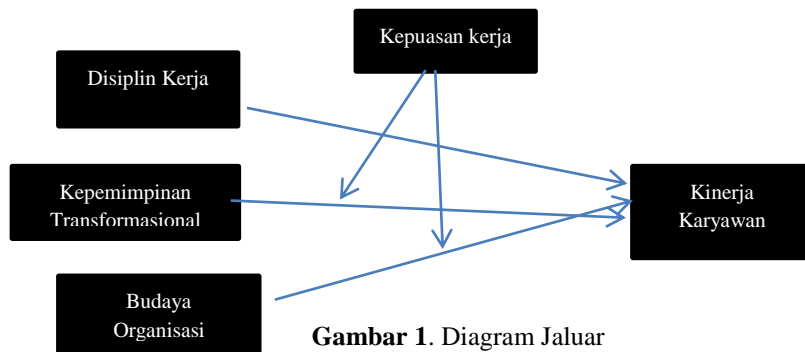 Kepuasan kerja
Disiplin Kerja
Kepemimpinan
Transformasional
Kinerja
Karyawan
Budaya
Organisasi
Gambar 1. Diagram Jaluar